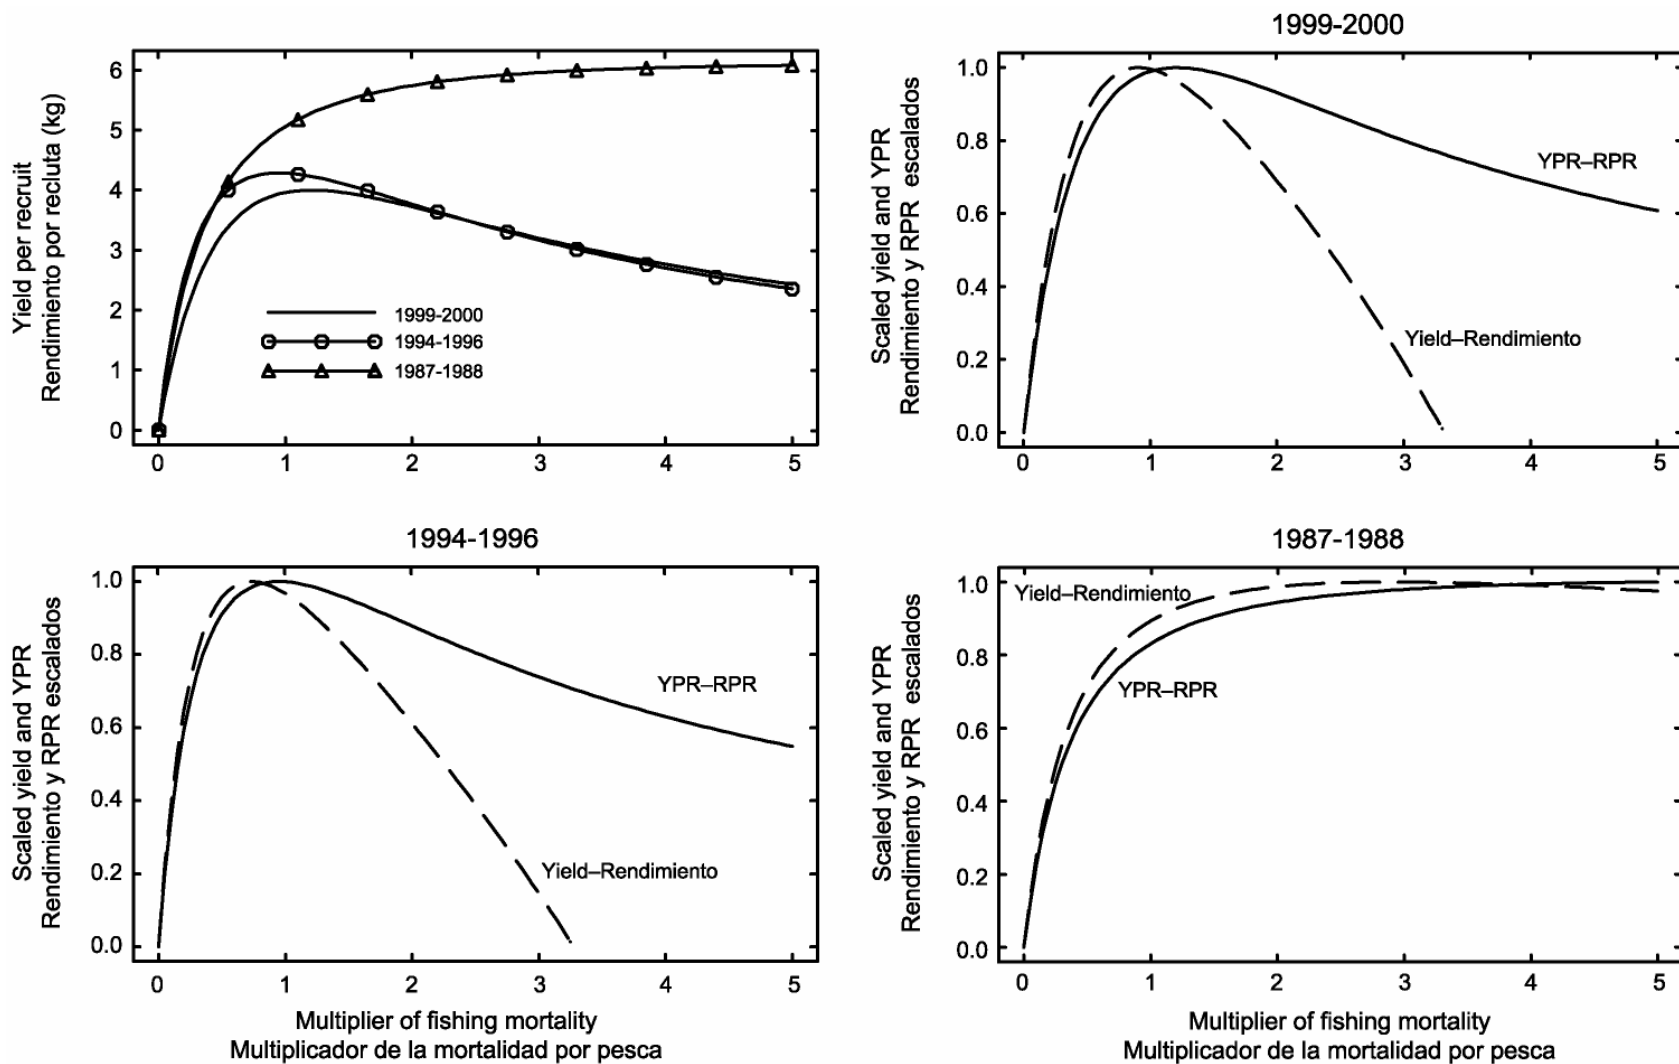 Yield per recruit
Rendimiento por recluta (kg)
6
5
4
3
2
1
0
1999-2000
1994-1996
1987-1988
0 1 2 3 4 5
1999-2000
Scaled yield and YPR
Rendimiento y RPR escalados
1.0
0.8
0.6
0.4
0.2
0.0
YPR–RPR
Yield–Rendimiento
0 1 2 3 4 5
1994-1996
Scaled yield and YPR
Rendimiento y RPR escalados
1.0
0.8
0.6
0.4
0.2
0.0
YPR–RPR
Yield–Rendimiento
0 1 2 3 4 5
Multiplier of fishing mortality
Multiplicador de la mortalidad por pesca
1987-1988
Scaled yield and YPR
Rendimiento y RPR escalados
1.0
0.8
0.6
0.4
0.2
0.0
Yield–Rendimiento
YPR–RPR
0 1 2 3 4 5
Multiplier of fishing mortality
Multiplicador de la mortalidad por pesca